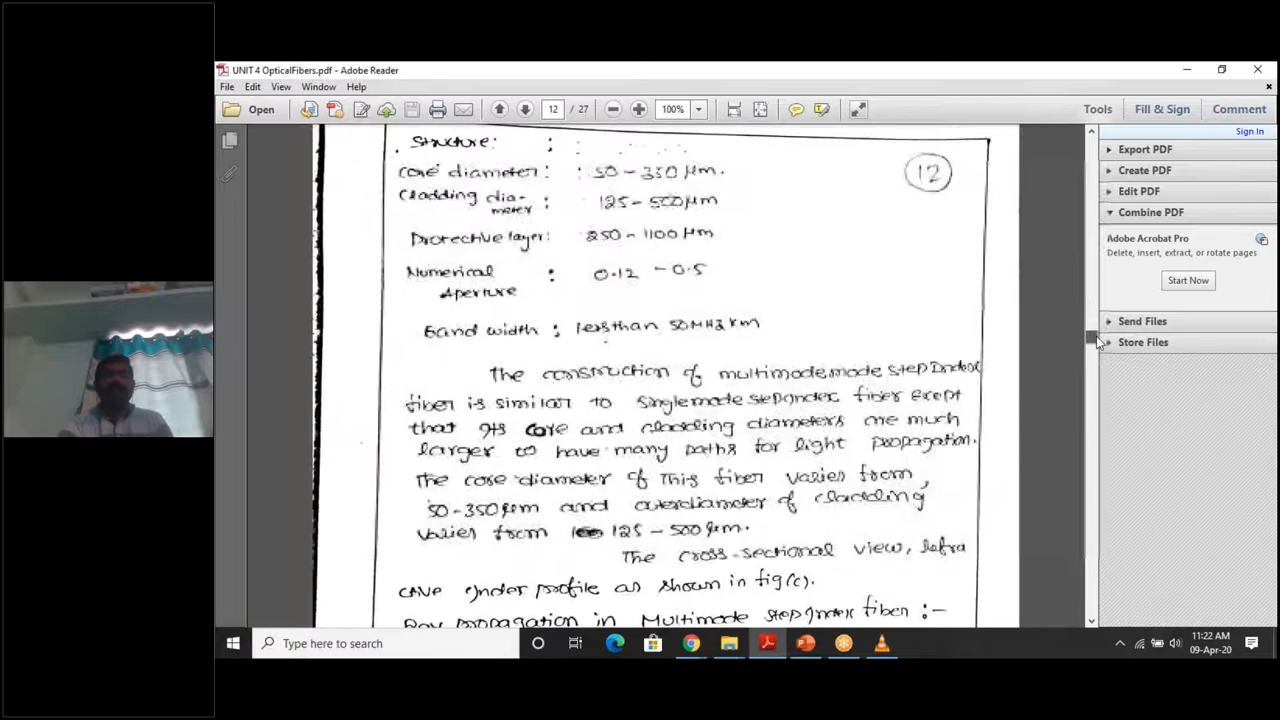 UNIT 4 OpticalFibers.pdf - Adobe Reader
File Edit View Window Help
Open 12 / 27 100% Tools Fill & Sign Comment
Sign In
Export PDF
Create PDF
Edit PDF
Combine PDF
Adobe Acrobat Pro
Delete, insert, extract, or rotate pages
Start Now
Send Files
Store Files
Structure: :
12
Core diameter: : 50 - 350 μm.
Cladding dia-
meter : 125 - 500 μm
Protective layer: 250 - 1100 μm
Numerical : 0.12 - 0.5
Aperture
Band width : less than 50 MHz km
The construction of multimodemode step Index
fiber is similar to singlemode step Index fiber exept
that its core and cladding diameters are much
larger to have many paths for light propagation.
The core diameter of This fiber varies from
50 - 350 μm and overdiameter of cladding
varies from 125 - 500 μm.
The cross-sectional view, Refra
Index profile as shown in fig(c).
Ray propagation in Multimode step Index fiber :-
Type here to search
11:22 AM
09-Apr-20